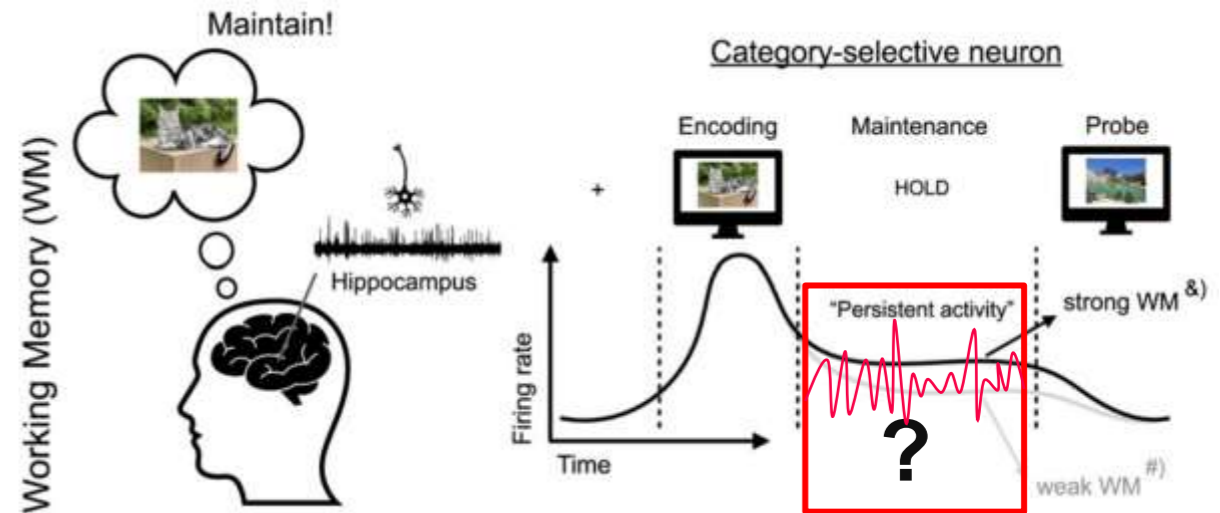 Maintain!
Working Memory (WM)
Hippocampus
Category-selective neuron
Encoding
Maintenance
Probe
+
HOLD
"Persistent activity"
strong WM &)
Firing rate
?
Time
weak WM #)